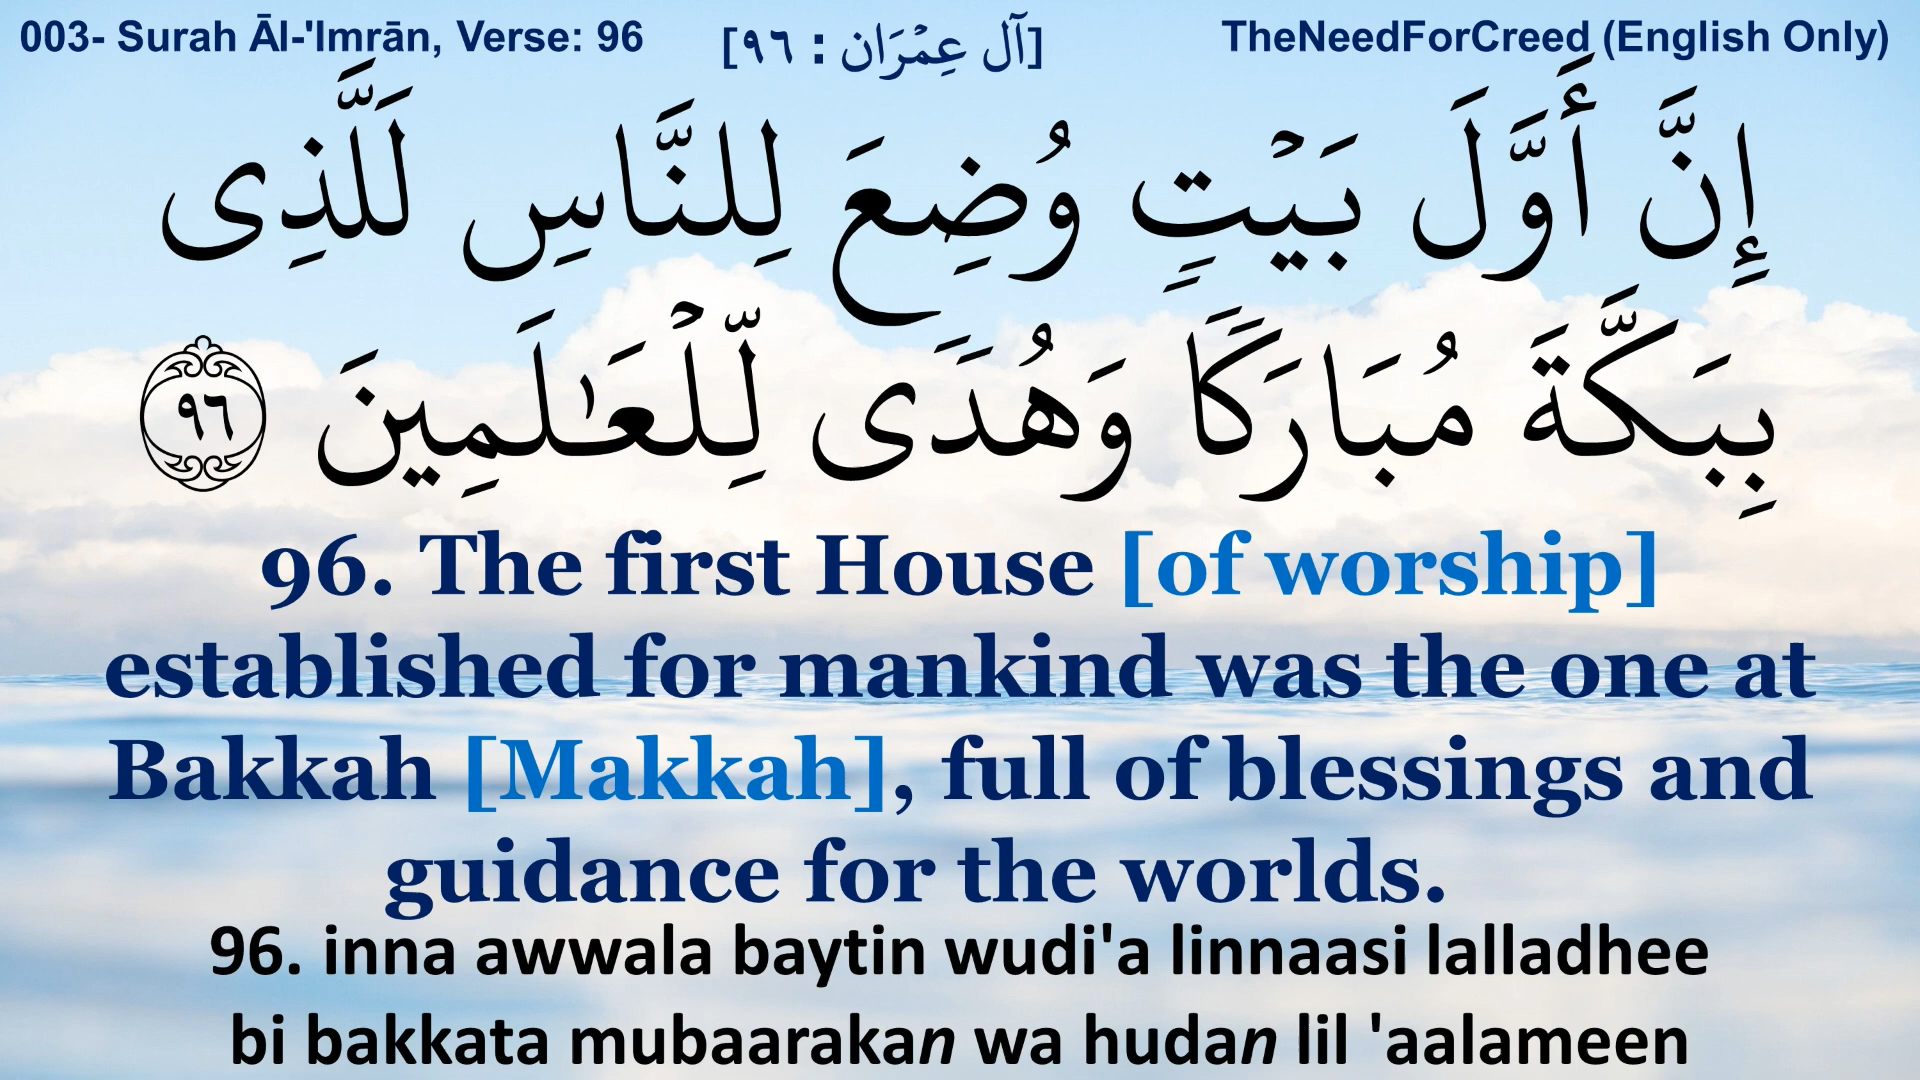 003- Surah Āl-'Imrān, Verse: 96
[آل عِمْرَان : ٩٦]
TheNeedForCreed (English Only)
إِنَّ أَوَّلَ بَيْتٍ وُضِعَ لِلنَّاسِ لَلَّذِى
بِبَكَّةَ مُبَارَكًا وَهُدًى لِّلْعَـٰلَمِينَ ٩٦
96. The first House [of worship]
established for mankind was the one at
Bakkah [Makkah], full of blessings and
guidance for the worlds.
96. inna awwala baytin wudi'a linnaasi lalladhee
bi bakkata mubaarakan wa hudan lil 'aalameen